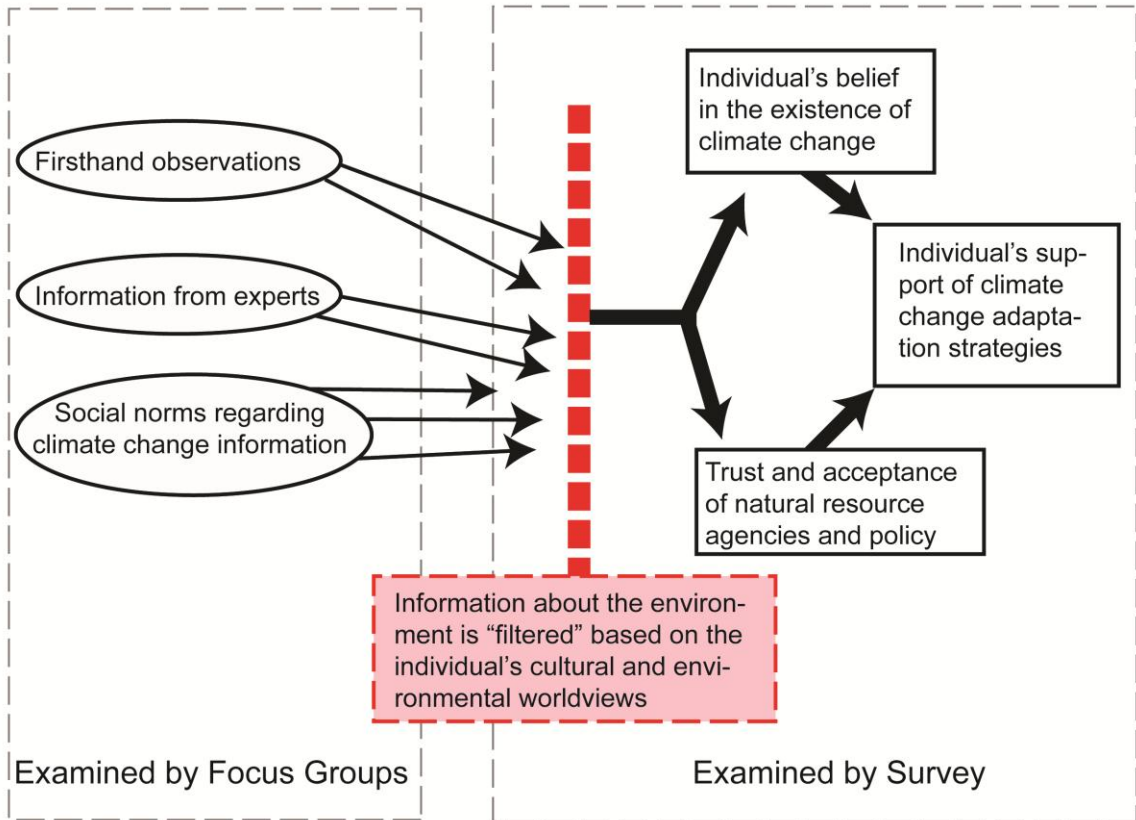 Firsthand observations
Information from experts
Social norms regarding
climate change information
Examined by Focus Groups
Information about the environ-
ment is “filtered” based on the
individual’s cultural and envi-
ronmental worldviews
Individual’s belief
in the existence of
climate change
Individual’s sup-
port of climate
change adapta-
tion strategies
Trust and acceptance
of natural resource
agencies and policy
Examined by Survey